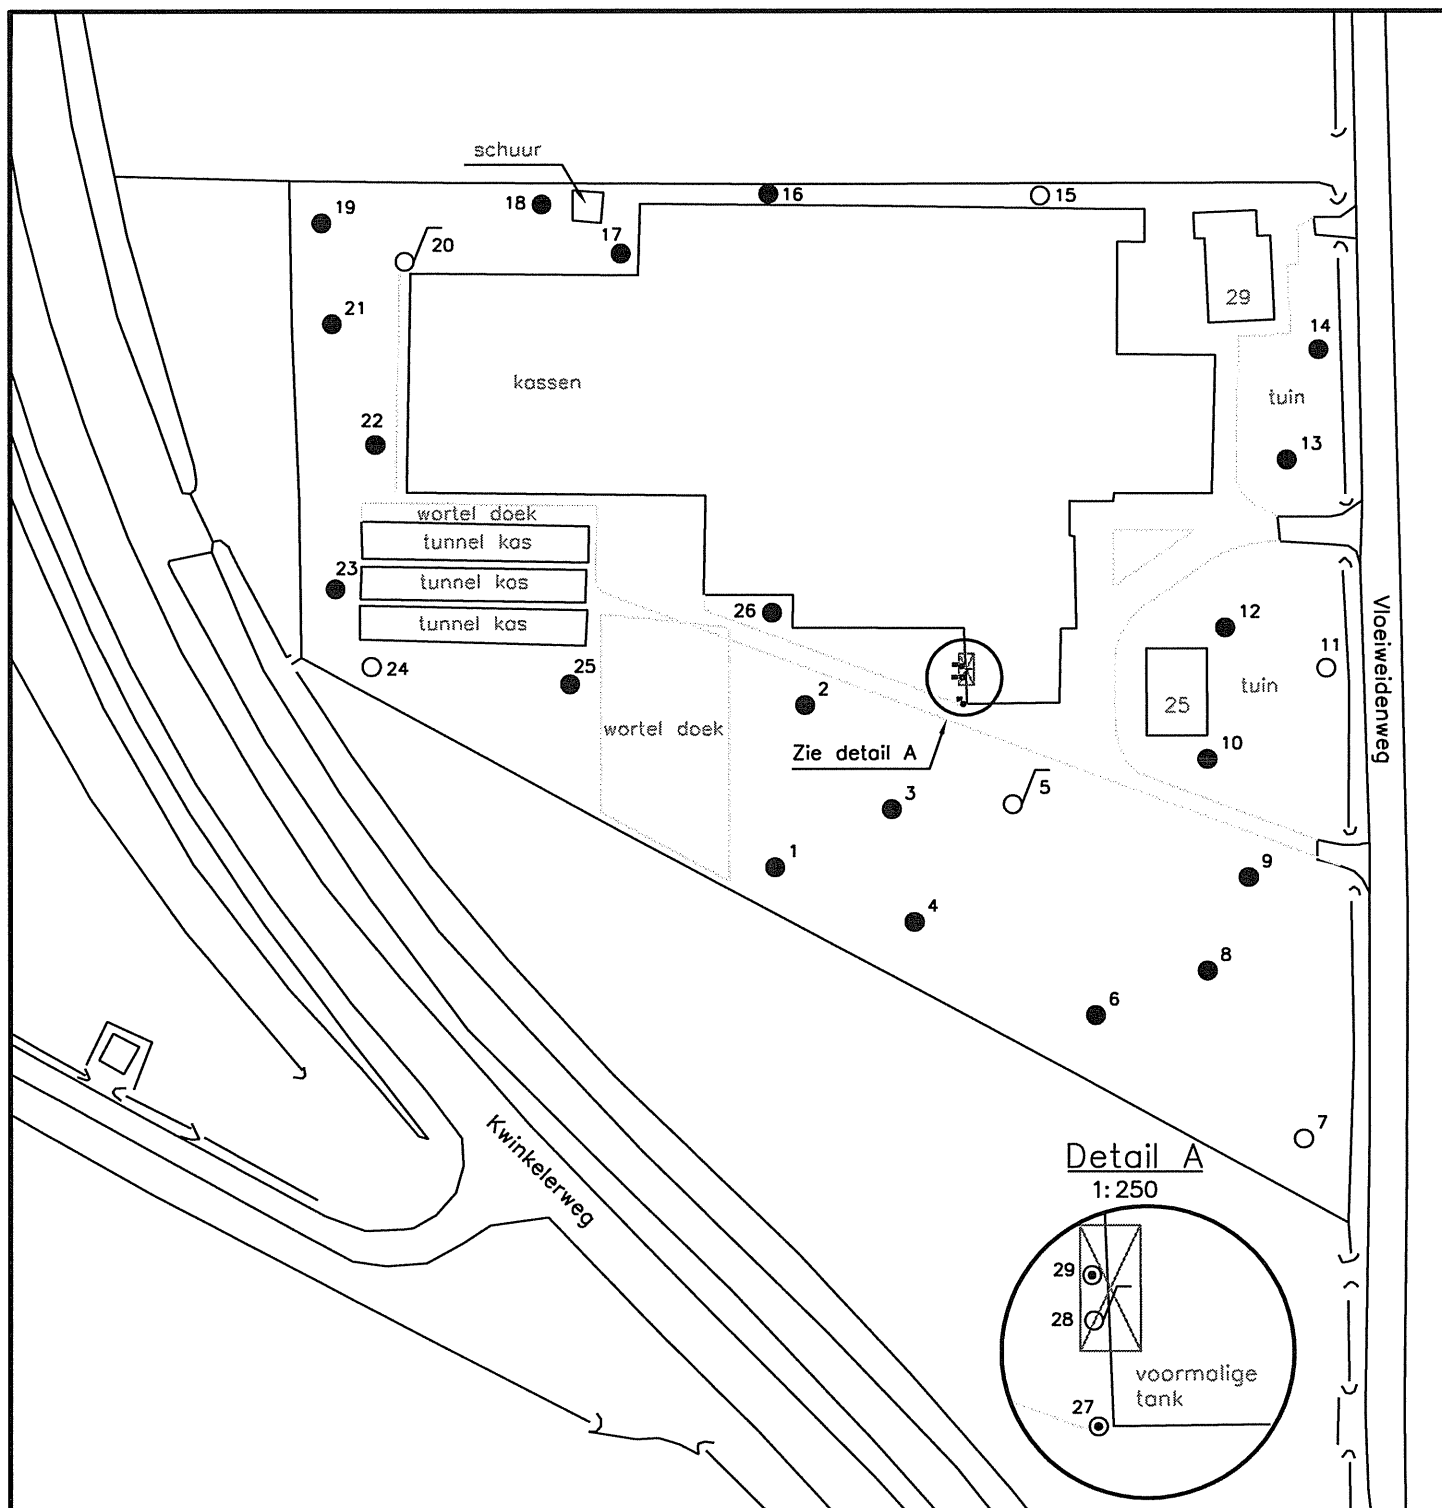 schuur
19
18
16
15
20
17
21
29
14
kassen
tuin
22
13
wortel doek
tunnel kas
23
tunnel kas
tunnel kas
26
12
11
Vloeiweidenweg
24
25
2
tuin
25
wortel doek
Zie detail A
10
3
5
1
9
4
8
6
7
Kwinkelerweg
Detail A
1:250
29
28
voormalige
tank
27